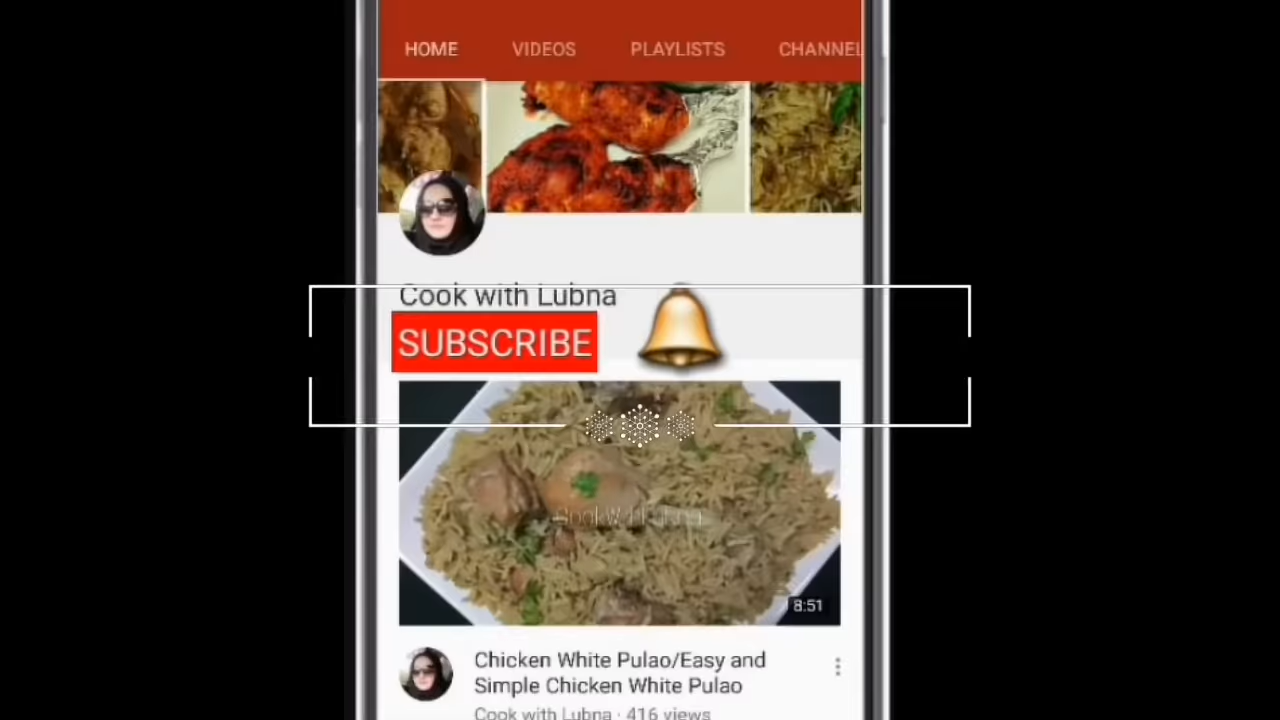 HOME VIDEOS PLAYLISTS CHANNEL
Cook with Lubna
SUBSCRIBE
CookWithLubna
8:51
Chicken White Pulao/Easy and
Simple Chicken White Pulao
Cook with Lubna · 416 views